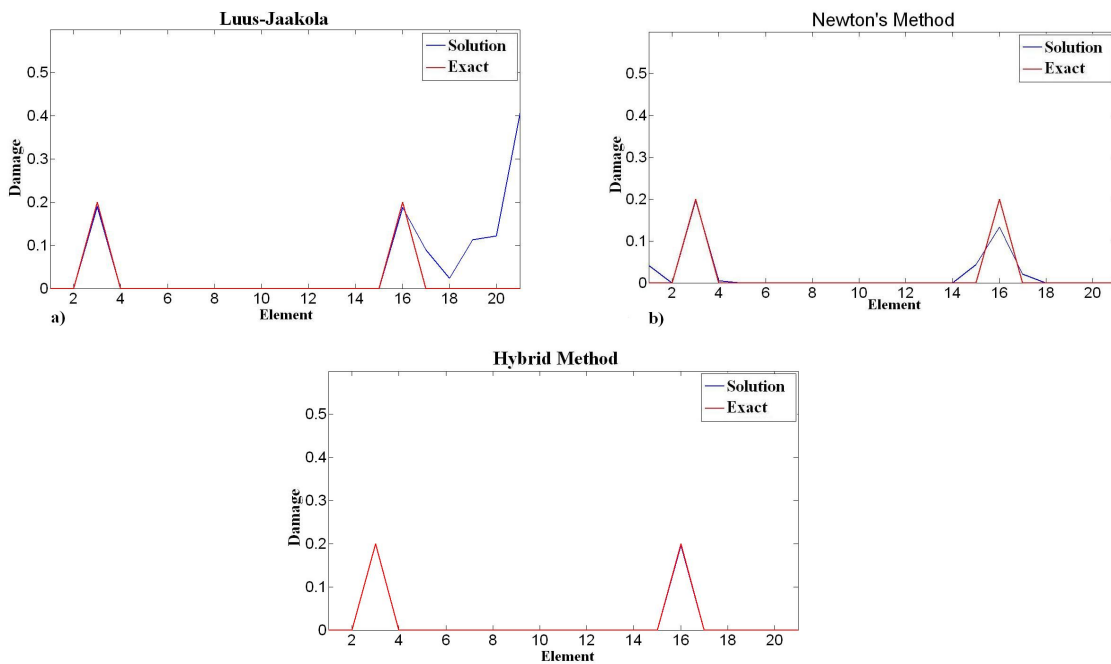 Luus-Jaakola
Solution
Exact
Damage
0.5
0.4
0.3
0.2
0.1
0
2 4 6 8 10 12 14 16 18 20
Element
a)
Newton's Method
Solution
Exact
Damage
0.5
0.4
0.3
0.2
0.1
0
2 4 6 8 10 12 14 16 18 20
Element
b)
Hybrid Method
Solution
Exact
Damage
0.5
0.4
0.3
0.2
0.1
0
2 4 6 8 10 12 14 16 18 20
Element